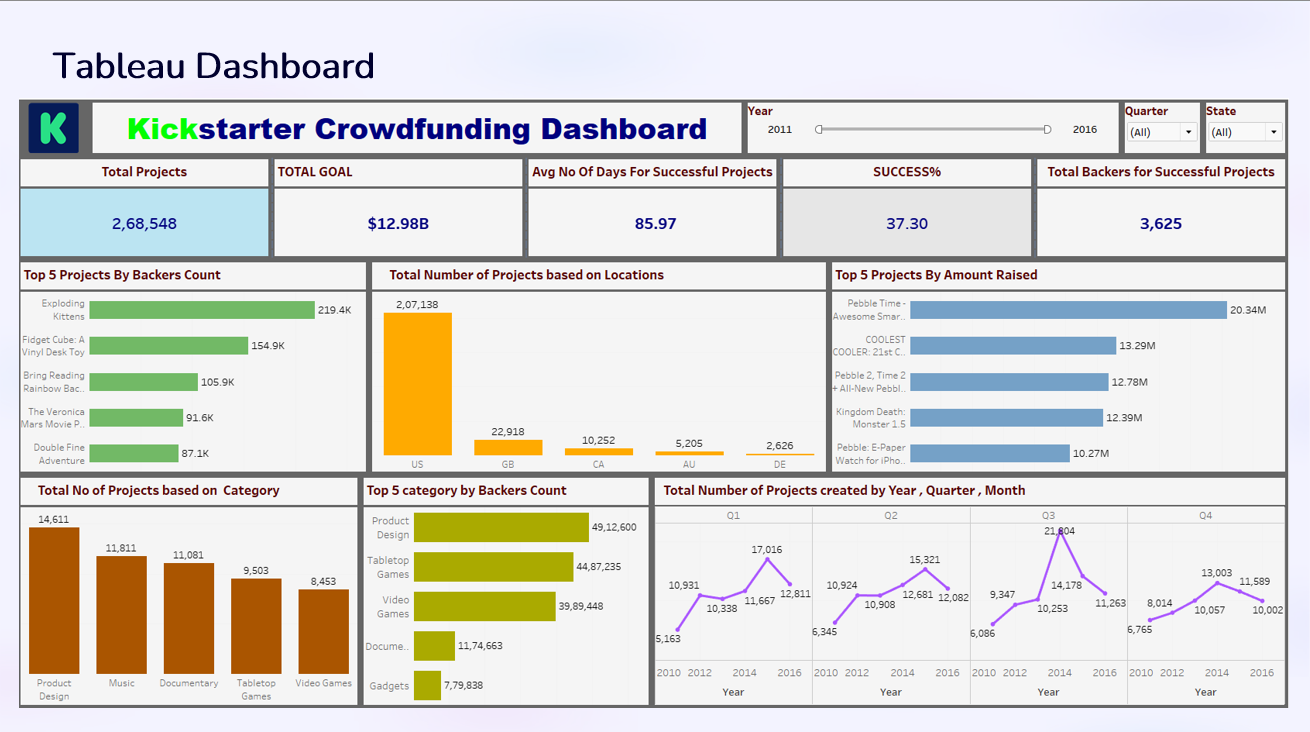 Tableau Dashboard
K
Kickstarter Crowdfunding Dashboard
Year
2011
2016
Quarter
(All)
State
(All)
Total Projects
2,68,548
TOTAL GOAL
$12.98B
Avg No Of Days For Successful Projects
85.97
SUCCESS%
37.30
Total Backers for Successful Projects
3,625
Top 5 Projects By Backers Count
Exploding
Kittens
219.4K
Fidget Cube: A
Vinyl Desk Toy
154.9K
Bring Reading
Rainbow Bac..
105.9K
The Veronica
Mars Movie P..
91.6K
Double Fine
Adventure
87.1K
Total Number of Projects based on Locations
2,07,138
22,918
10,252
5,205
2,626
US
GB
CA
AU
DE
Top 5 Projects By Amount Raised
Pebble Time -
Awesome Smar..
20.34M
COOLEST
COOLER: 21st C..
13.29M
Pebble 2, Time 2
+ All-New Pebbl..
12.78M
Kingdom Death:
Monster 1.5
12.39M
Pebble: E-Paper
Watch for iPho..
10.27M
Total No of Projects based on Category
14,611
11,811
11,081
9,503
8,453
Product
Design
Music
Documentary
Tabletop
Games
Video Games
Top 5 category by Backers Count
Product
Design
49,12,600
Tabletop
Games
44,87,235
Video
Games
39,89,448
Docume..
11,74,663
Gadgets
7,79,838
Total Number of Projects created by Year , Quarter , Month
Q1
5,163
10,931
10,338
11,667
17,016
12,811
2010 2012 2014 2016
Year
Q2
6,345
10,924
10,908
12,681
15,321
12,082
2010 2012 2014 2016
Year
Q3
6,086
9,347
10,253
21,804
14,178
11,263
2010 2012 2014 2016
Year
Q4
6,765
8,014
10,057
13,003
11,589
10,002
2010 2012 2014 2016
Year